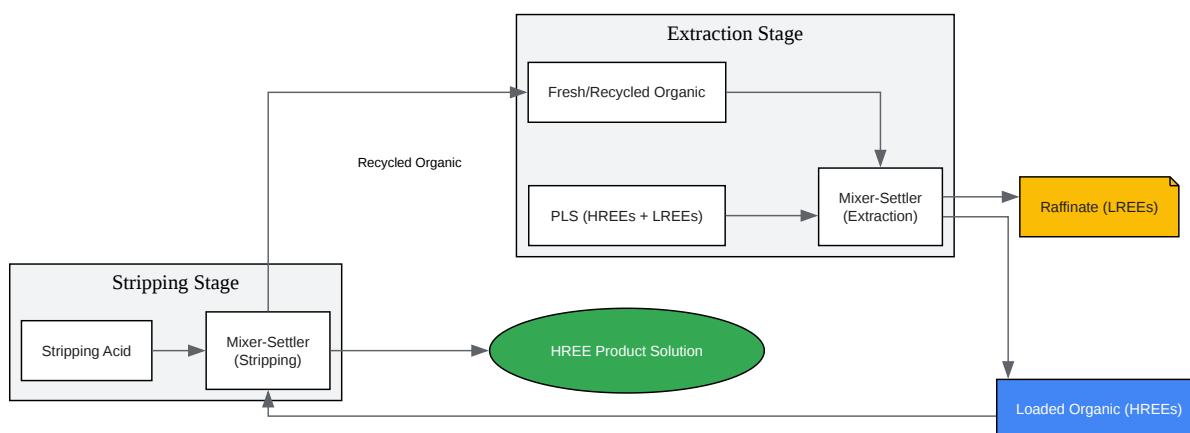 Extraction Stage
Fresh/Recycled Organic
Recycled Organic
PLS (HREEs + LREEs)
Mixer-Settler
(Extraction)
Raffinate (LREEs)
Stripping Stage
Stripping Acid
Mixer-Settler
(Stripping)
HREE Product Solution
Loaded Organic (HREEs)